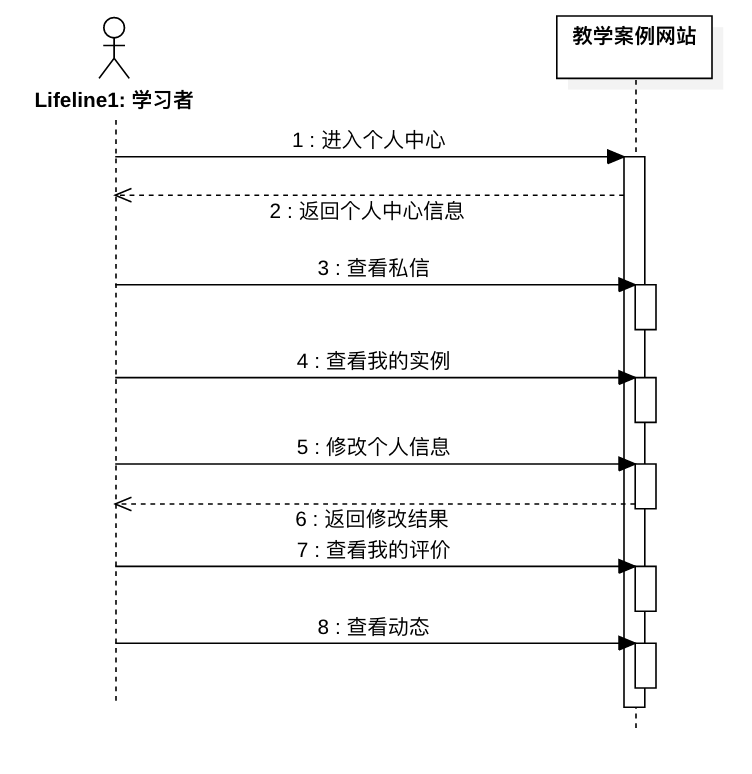 教学案例网站
Lifeline1: 学习者
1 : 进入个人中心
2 : 返回个人中心信息
3 : 查看私信
4 : 查看我的实例
5 : 修改个人信息
6 : 返回修改结果
7 : 查看我的评价
8 : 查看动态